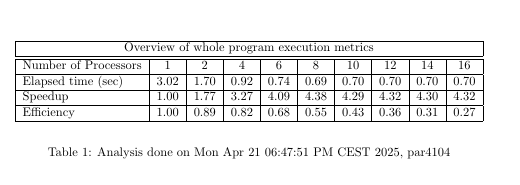 Overview of whole program execution metrics
Number of Processors 1 2 4 6 8 10 12 14 16
Elapsed time (sec) 3.02 1.70 0.92 0.74 0.69 0.70 0.70 0.70 0.70
Speedup 1.00 1.77 3.27 4.09 4.38 4.29 4.32 4.30 4.32
Efficiency 1.00 0.89 0.82 0.68 0.55 0.43 0.36 0.31 0.27
Table 1: Analysis done on Mon Apr 21 06:47:51 PM CEST 2025, par4104